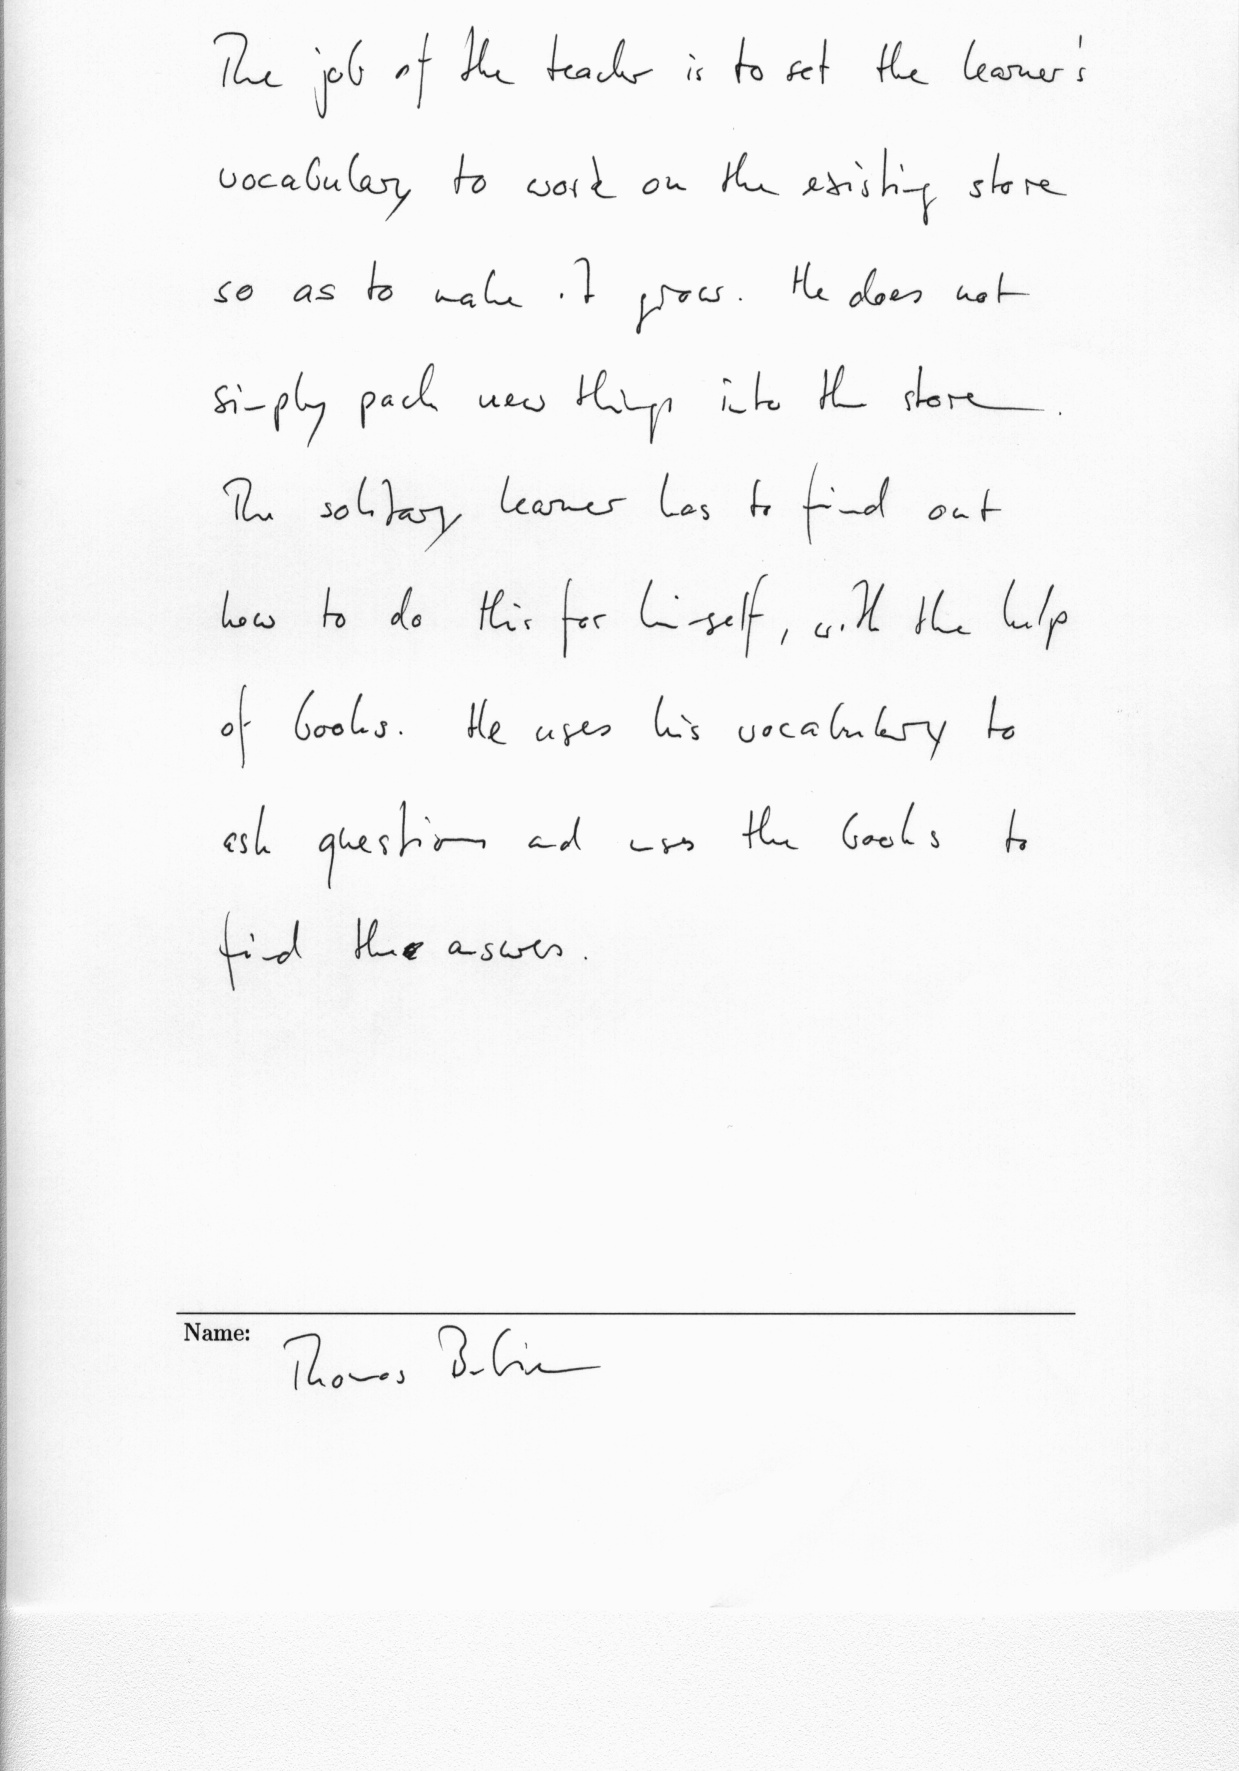 The job of the teacher is to set the learner's
vocabulary to work on the existing store
so as to make it grow. He does not
simply pack new things into the store.
The solitary learner has to find out
how to do this for himself, with the help
of books. He uses his vocabulary to
ask questions and uses the books to
find the answers.
Name:
Thomas